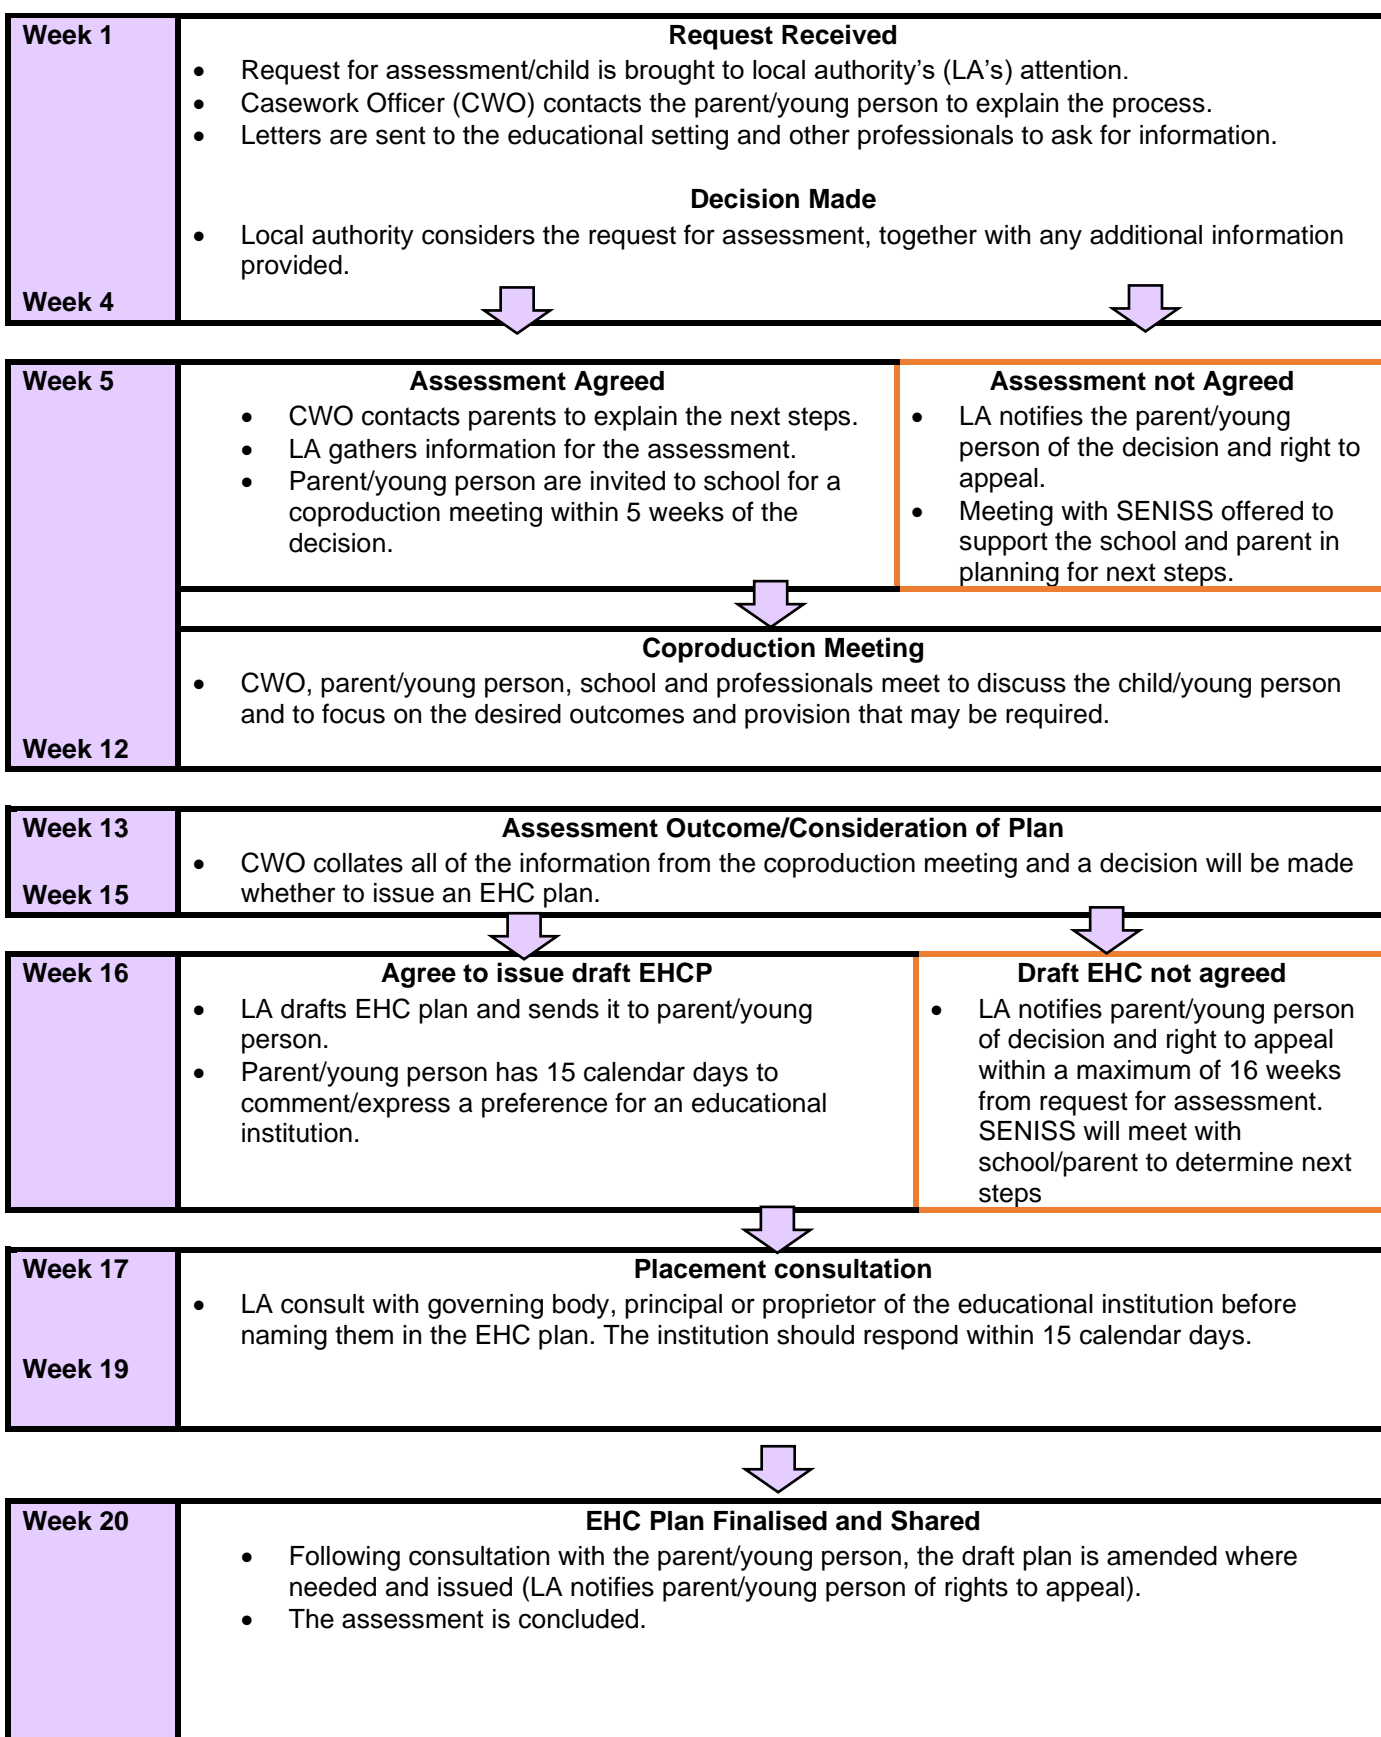 Week 1
Request Received
• Request for assessment/child is brought to local authority's (LA's) attention.
• Casework Officer (CWO) contacts the parent/young person to explain the process.
• Letters are sent to the educational setting and other professionals to ask for information.
Decision Made
• Local authority considers the request for assessment, together with any additional information
provided.
Week 4
Week 5
Assessment Agreed
• CWO contacts parents to explain the next steps.
• LA gathers information for the assessment.
• Parent/young person are invited to school for a
coproduction meeting within 5 weeks of the
decision.
Assessment not Agreed
• LA notifies the parent/young
person of the decision and right to
appeal.
• Meeting with SENISS offered to
support the school and parent in
planning for next steps.
Coproduction Meeting
• CWO, parent/young person, school and professionals meet to discuss the child/young person
and to focus on the desired outcomes and provision that may be required.
Week 12
Week 13
Assessment Outcome/Consideration of Plan
• CWO collates all of the information from the coproduction meeting and a decision will be made
whether to issue an EHC plan.
Week 15
Week 16
Agree to issue draft EHCP
• LA drafts EHC plan and sends it to parent/young
person.
• Parent/young person has 15 calendar days to
comment/express a preference for an educational
institution.
Draft EHC not agreed
• LA notifies parent/young person
of decision and right to appeal
within a maximum of 16 weeks
from request for assessment.
SENISS will meet with
school/parent to determine next
steps
Week 17
Placement consultation
• LA consult with governing body, principal or proprietor of the educational institution before
naming them in the EHC plan. The institution should respond within 15 calendar days.
Week 19
Week 20
EHC Plan Finalised and Shared
• Following consultation with the parent/young person, the draft plan is amended where
needed and issued (LA notifies parent/young person of rights to appeal).
• The assessment is concluded.